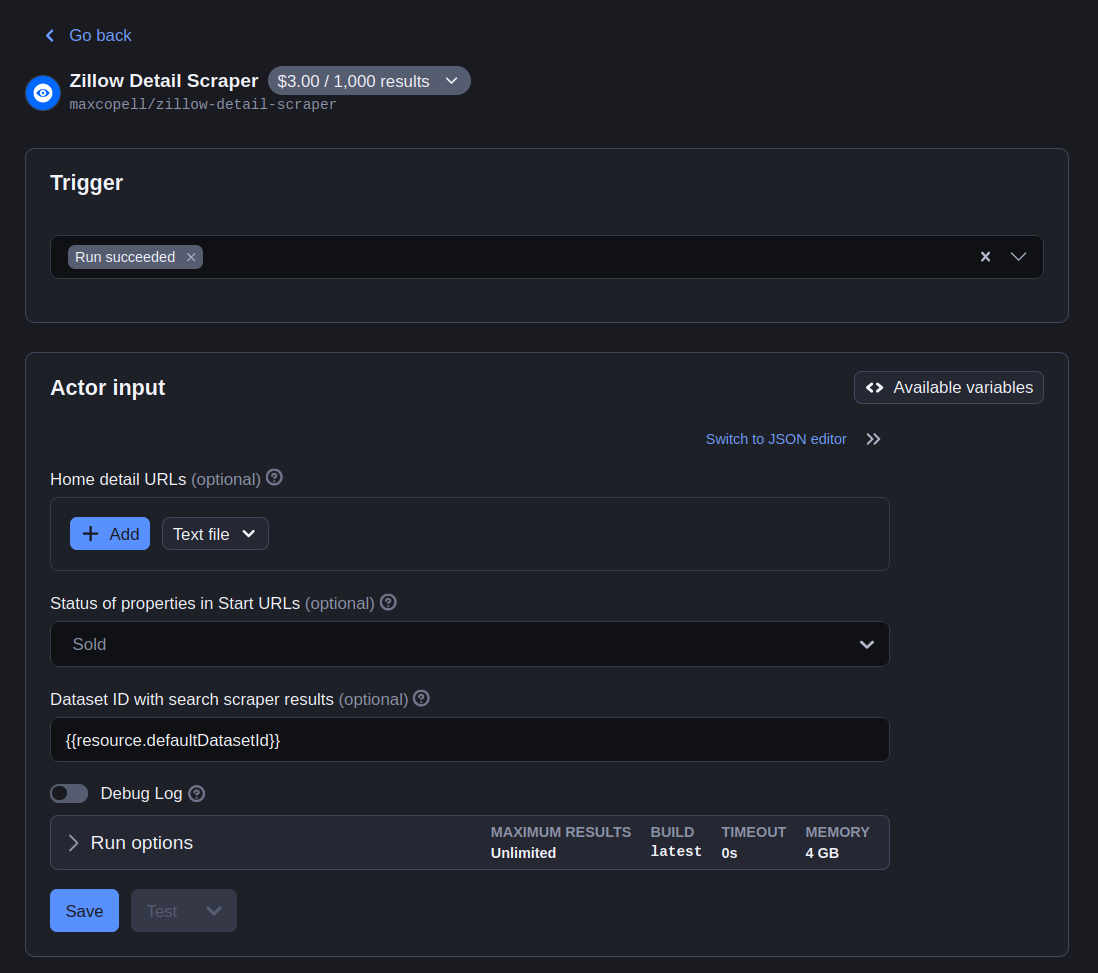 Go back
Zillow Detail Scraper $3.00 / 1,000 results
maxcopell/zillow-detail-scraper
Trigger
Run succeeded
Actor input
Available variables
Switch to JSON editor
Home detail URLs (optional)
Add Text file
Status of properties in Start URLs (optional)
Sold
Dataset ID with search scraper results (optional)
{{resource.defaultDatasetId}}
Debug Log
Run options
MAXIMUM RESULTS BUILD TIMEOUT MEMORY
Unlimited latest 0s 4 GB
Save Test